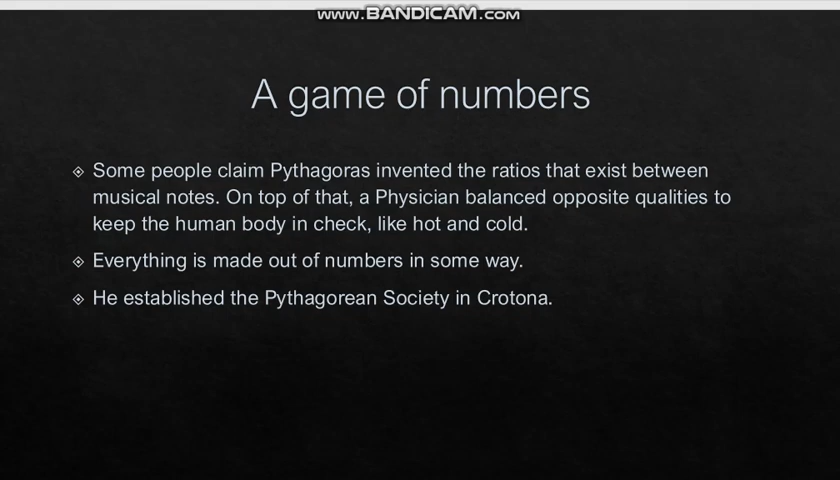 www.BANDICAM.com
A game of numbers
Some people claim Pythagoras invented the ratios that exist between
musical notes. On top of that, a Physician balanced opposite qualities to
keep the human body in check, like hot and cold.
Everything is made out of numbers in some way.
He established the Pythagorean Society in Crotona.